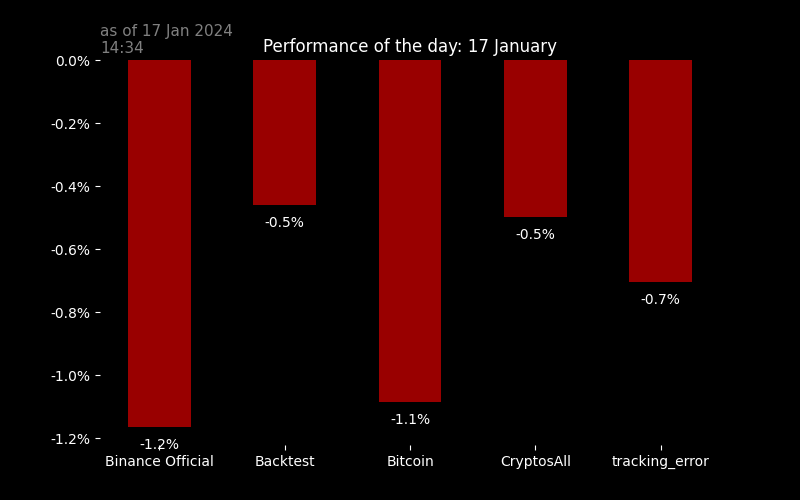 as of 17 Jan 2024
14:34
Performance of the day: 17 January
0.0%
-0.2%
-0.4%
-0.6%
-0.8%
-1.0%
-1.2%
-1.2%
-0.5%
-1.1%
-0.5%
-0.7%
Binance Official
Backtest
Bitcoin
CryptosAll
tracking_error